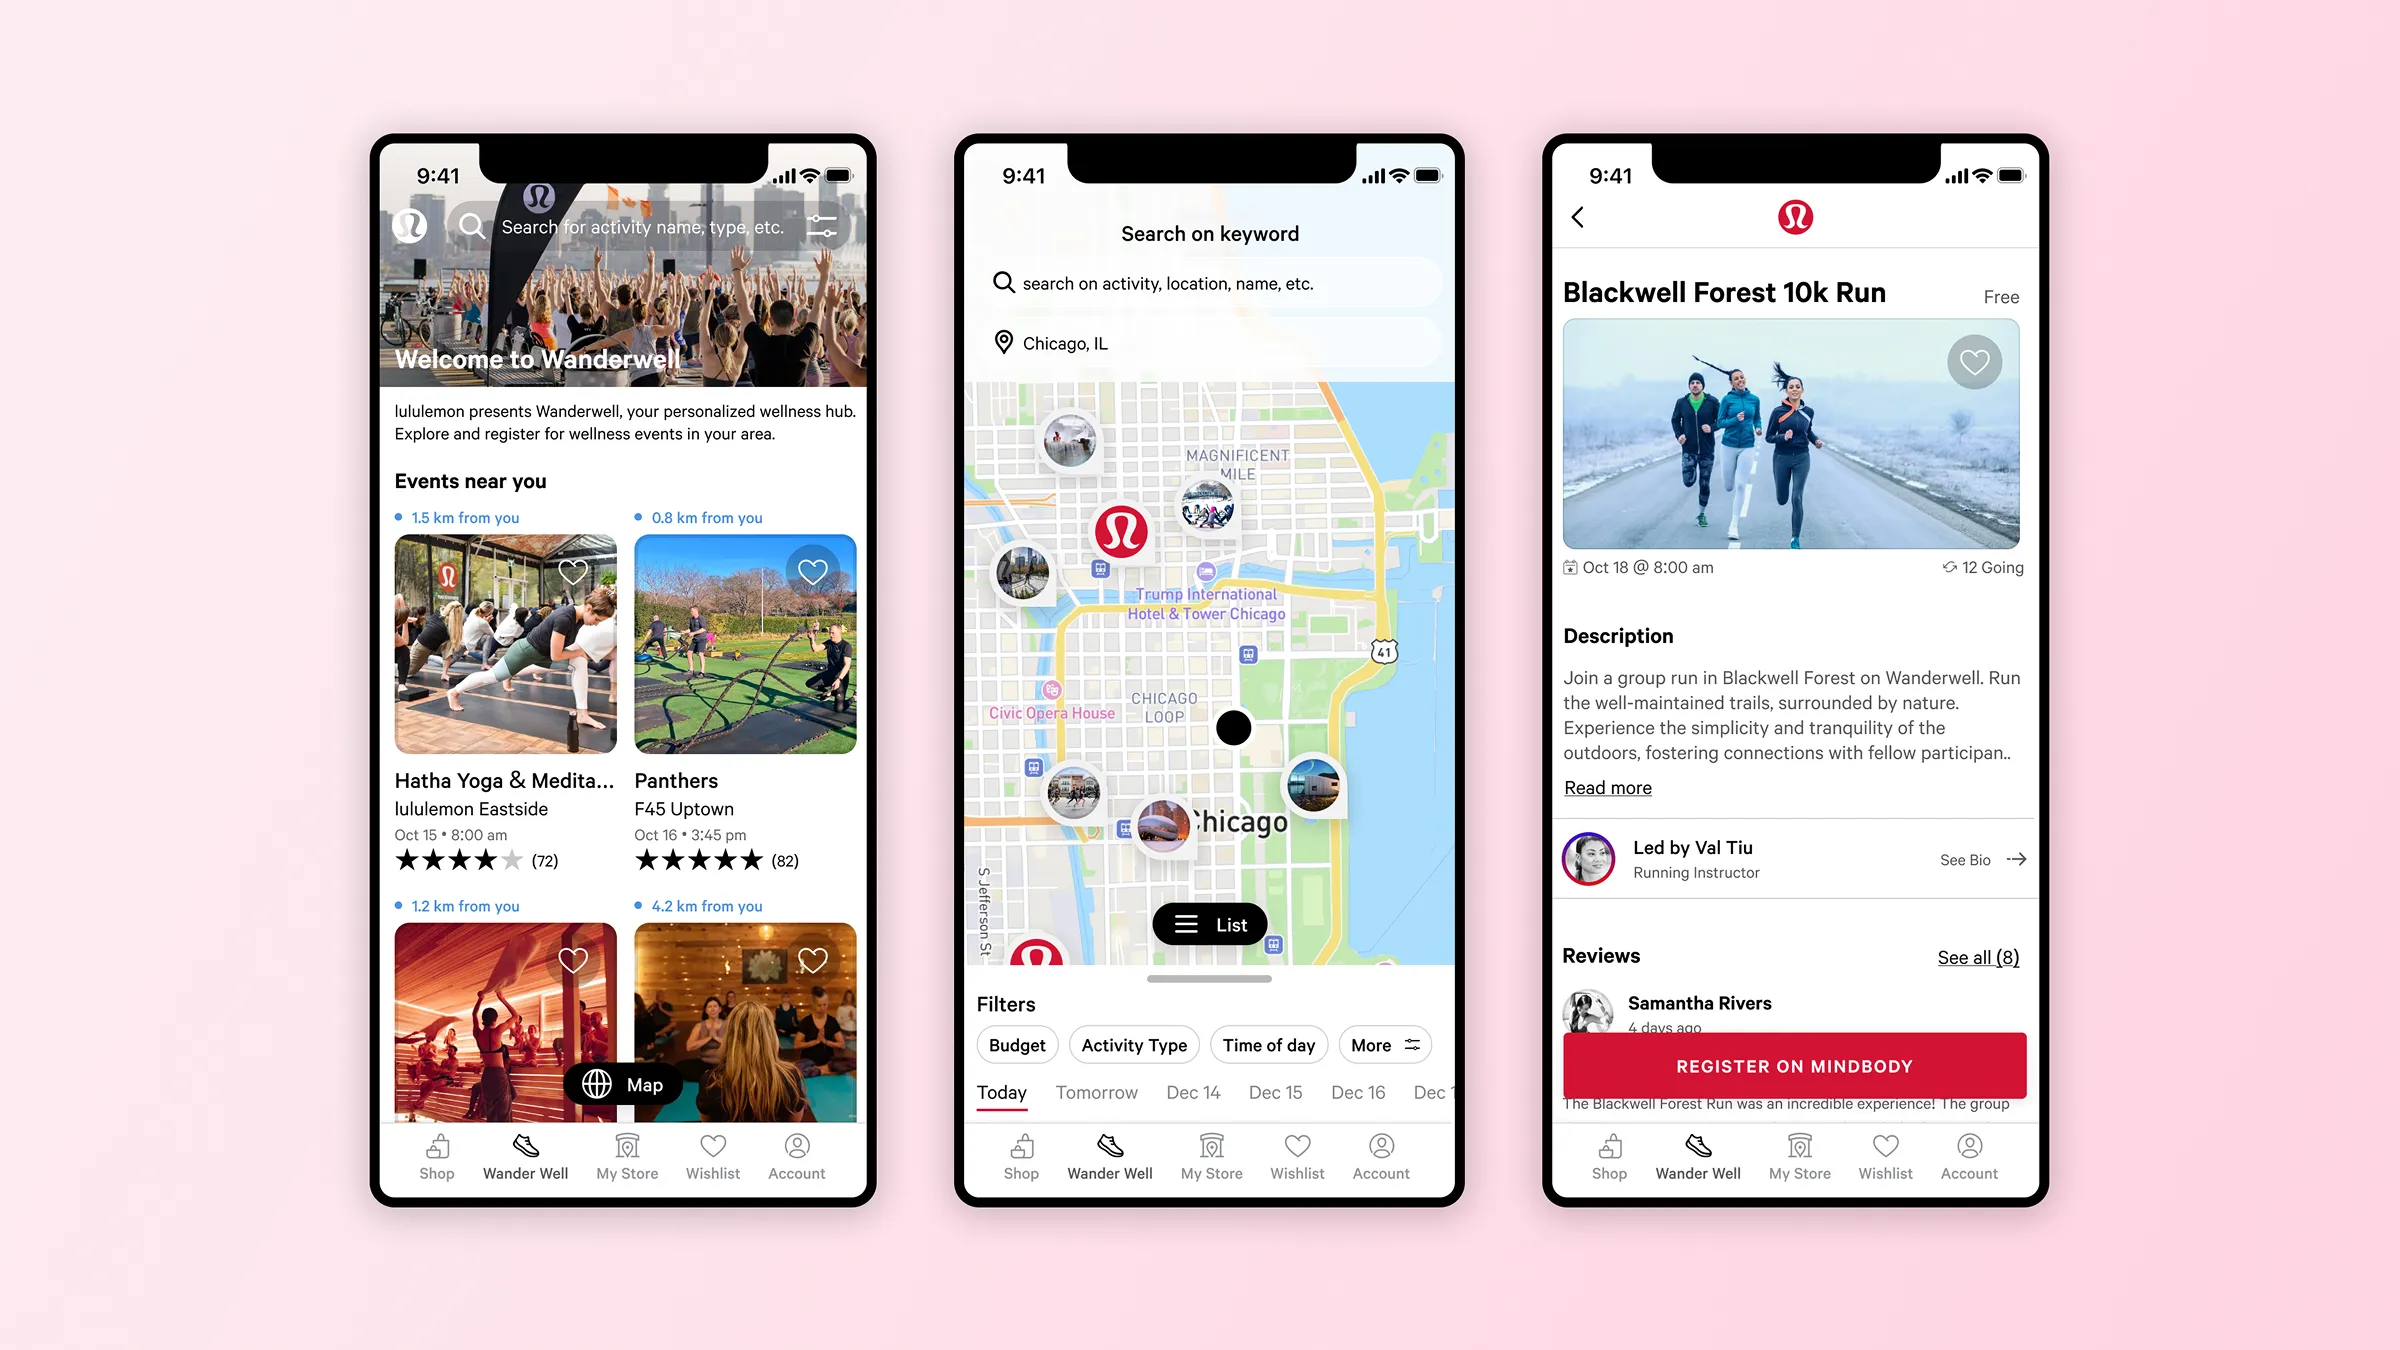 9:41
Search for activity name, type, etc.
Welcome to Wanderwell
lululemon presents Wanderwell, your personalized wellness hub.
Explore and register for wellness events in your area.
Events near you
1.5 km from you
0.8 km from you
Hatha Yoga & Medita...
lululemon Eastside
Oct 15 • 8:00 am
(72)
Panthers
F45 Uptown
Oct 16 • 3:45 pm
(82)
1.2 km from you
4.2 km from you
Map
Shop
Wander Well
My Store
Wishlist
Account
9:41
Search on keyword
search on activity, location, name, etc.
Chicago, IL
MAGNIFICENT
MILE
Trump International
Hotel & Tower Chicago
41
CHICAGO
LOOP
Civic Opera House
Chicago
S Jefferson St
List
Filters
Budget
Activity Type
Time of day
More
Today
Tomorrow
Dec 14
Dec 15
Dec 16
Dec 1
Shop
Wander Well
My Store
Wishlist
Account
9:41
Blackwell Forest 10k Run
Free
Oct 18 @ 8:00 am
12 Going
Description
Join a group run in Blackwell Forest on Wanderwell. Run
the well-maintained trails, surrounded by nature.
Experience the simplicity and tranquility of the
outdoors, fostering connections with fellow participan..
Read more
Led by Val Tiu
Running Instructor
See Bio
Reviews
See all (8)
Samantha Rivers
4 days ago
REGISTER ON MINDBODY
The Blackwell Forest Run was an incredible experience! The group
Shop
Wander Well
My Store
Wishlist
Account